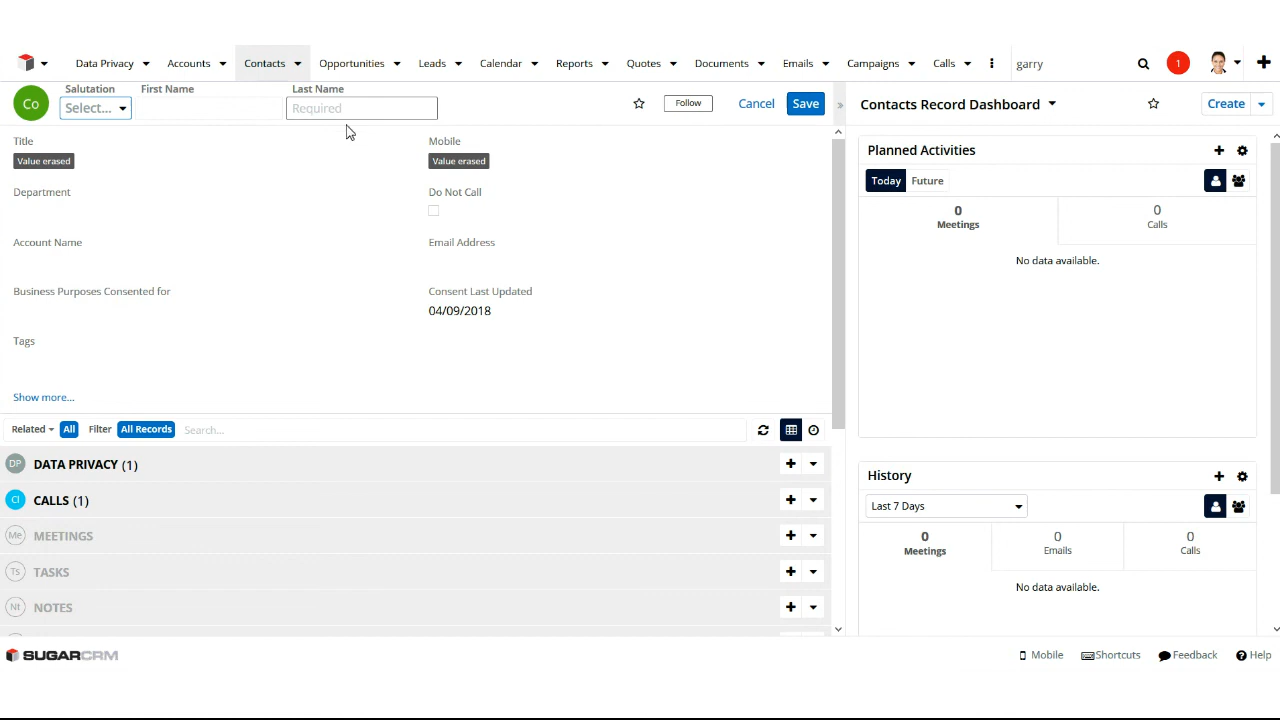 Data Privacy Accounts Contacts Opportunities Leads Calendar Reports Quotes Documents Emails Campaigns Calls garry 1
Co Salutation First Name Last Name
Select... Required Follow Cancel Save
Title Mobile
Value erased Value erased
Department Do Not Call
Account Name Email Address
Business Purposes Consented for Consent Last Updated
04/09/2018
Tags
Show more...
Related All Filter All Records Search...
DP DATA PRIVACY (1)
Cl CALLS (1)
Me MEETINGS
Ts TASKS
Nt NOTES
Contacts Record Dashboard Create
Planned Activities
Today Future
0 0
Meetings Calls
No data available.
History
Last 7 Days
0 0 0
Meetings Emails Calls
No data available.
SUGARCRM Mobile Shortcuts Feedback Help